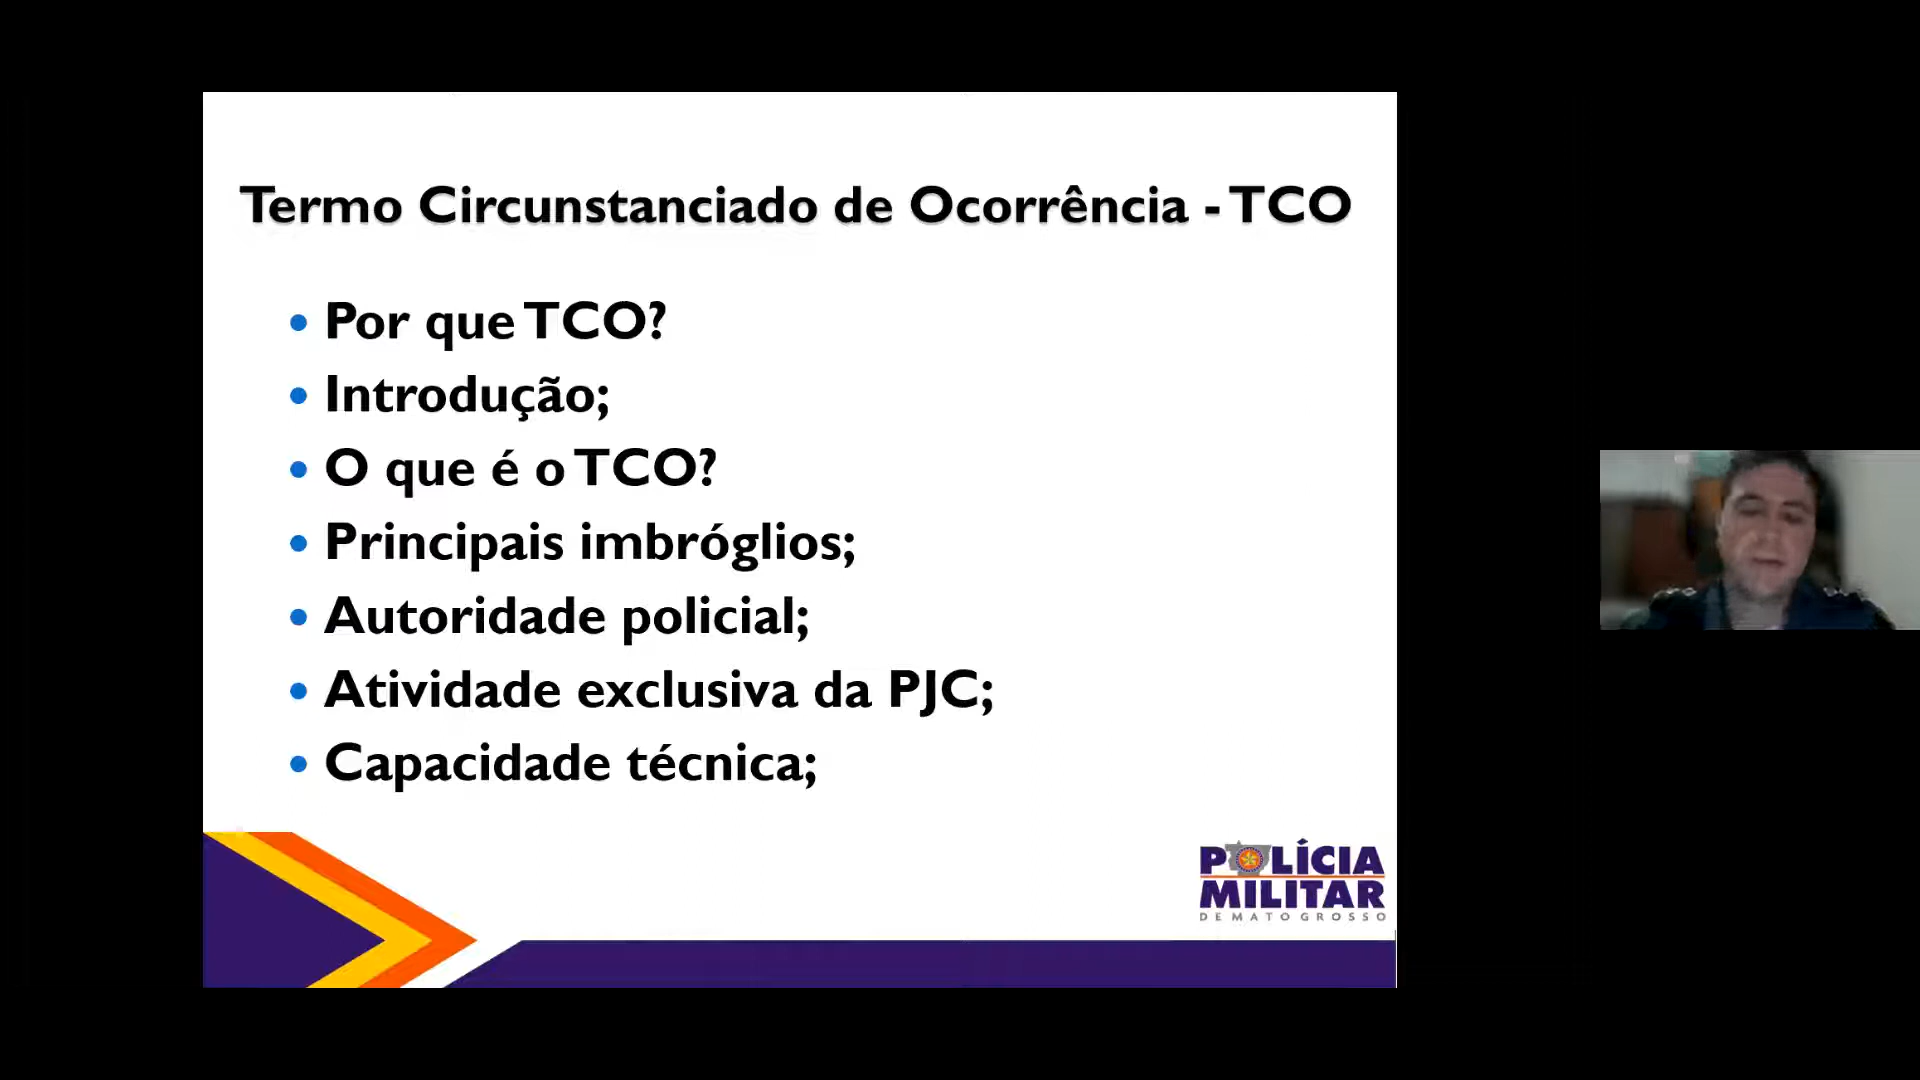 Termo Circunstanciado de Ocorrência - TCO
• Por que TCO?
• Introdução;
• O que é o TCO?
• Principais imbróglios;
• Autoridade policial;
• Atividade exclusiva da PJC;
• Capacidade técnica;
POLÍCIA
MILITAR
DE MATO GROSSO